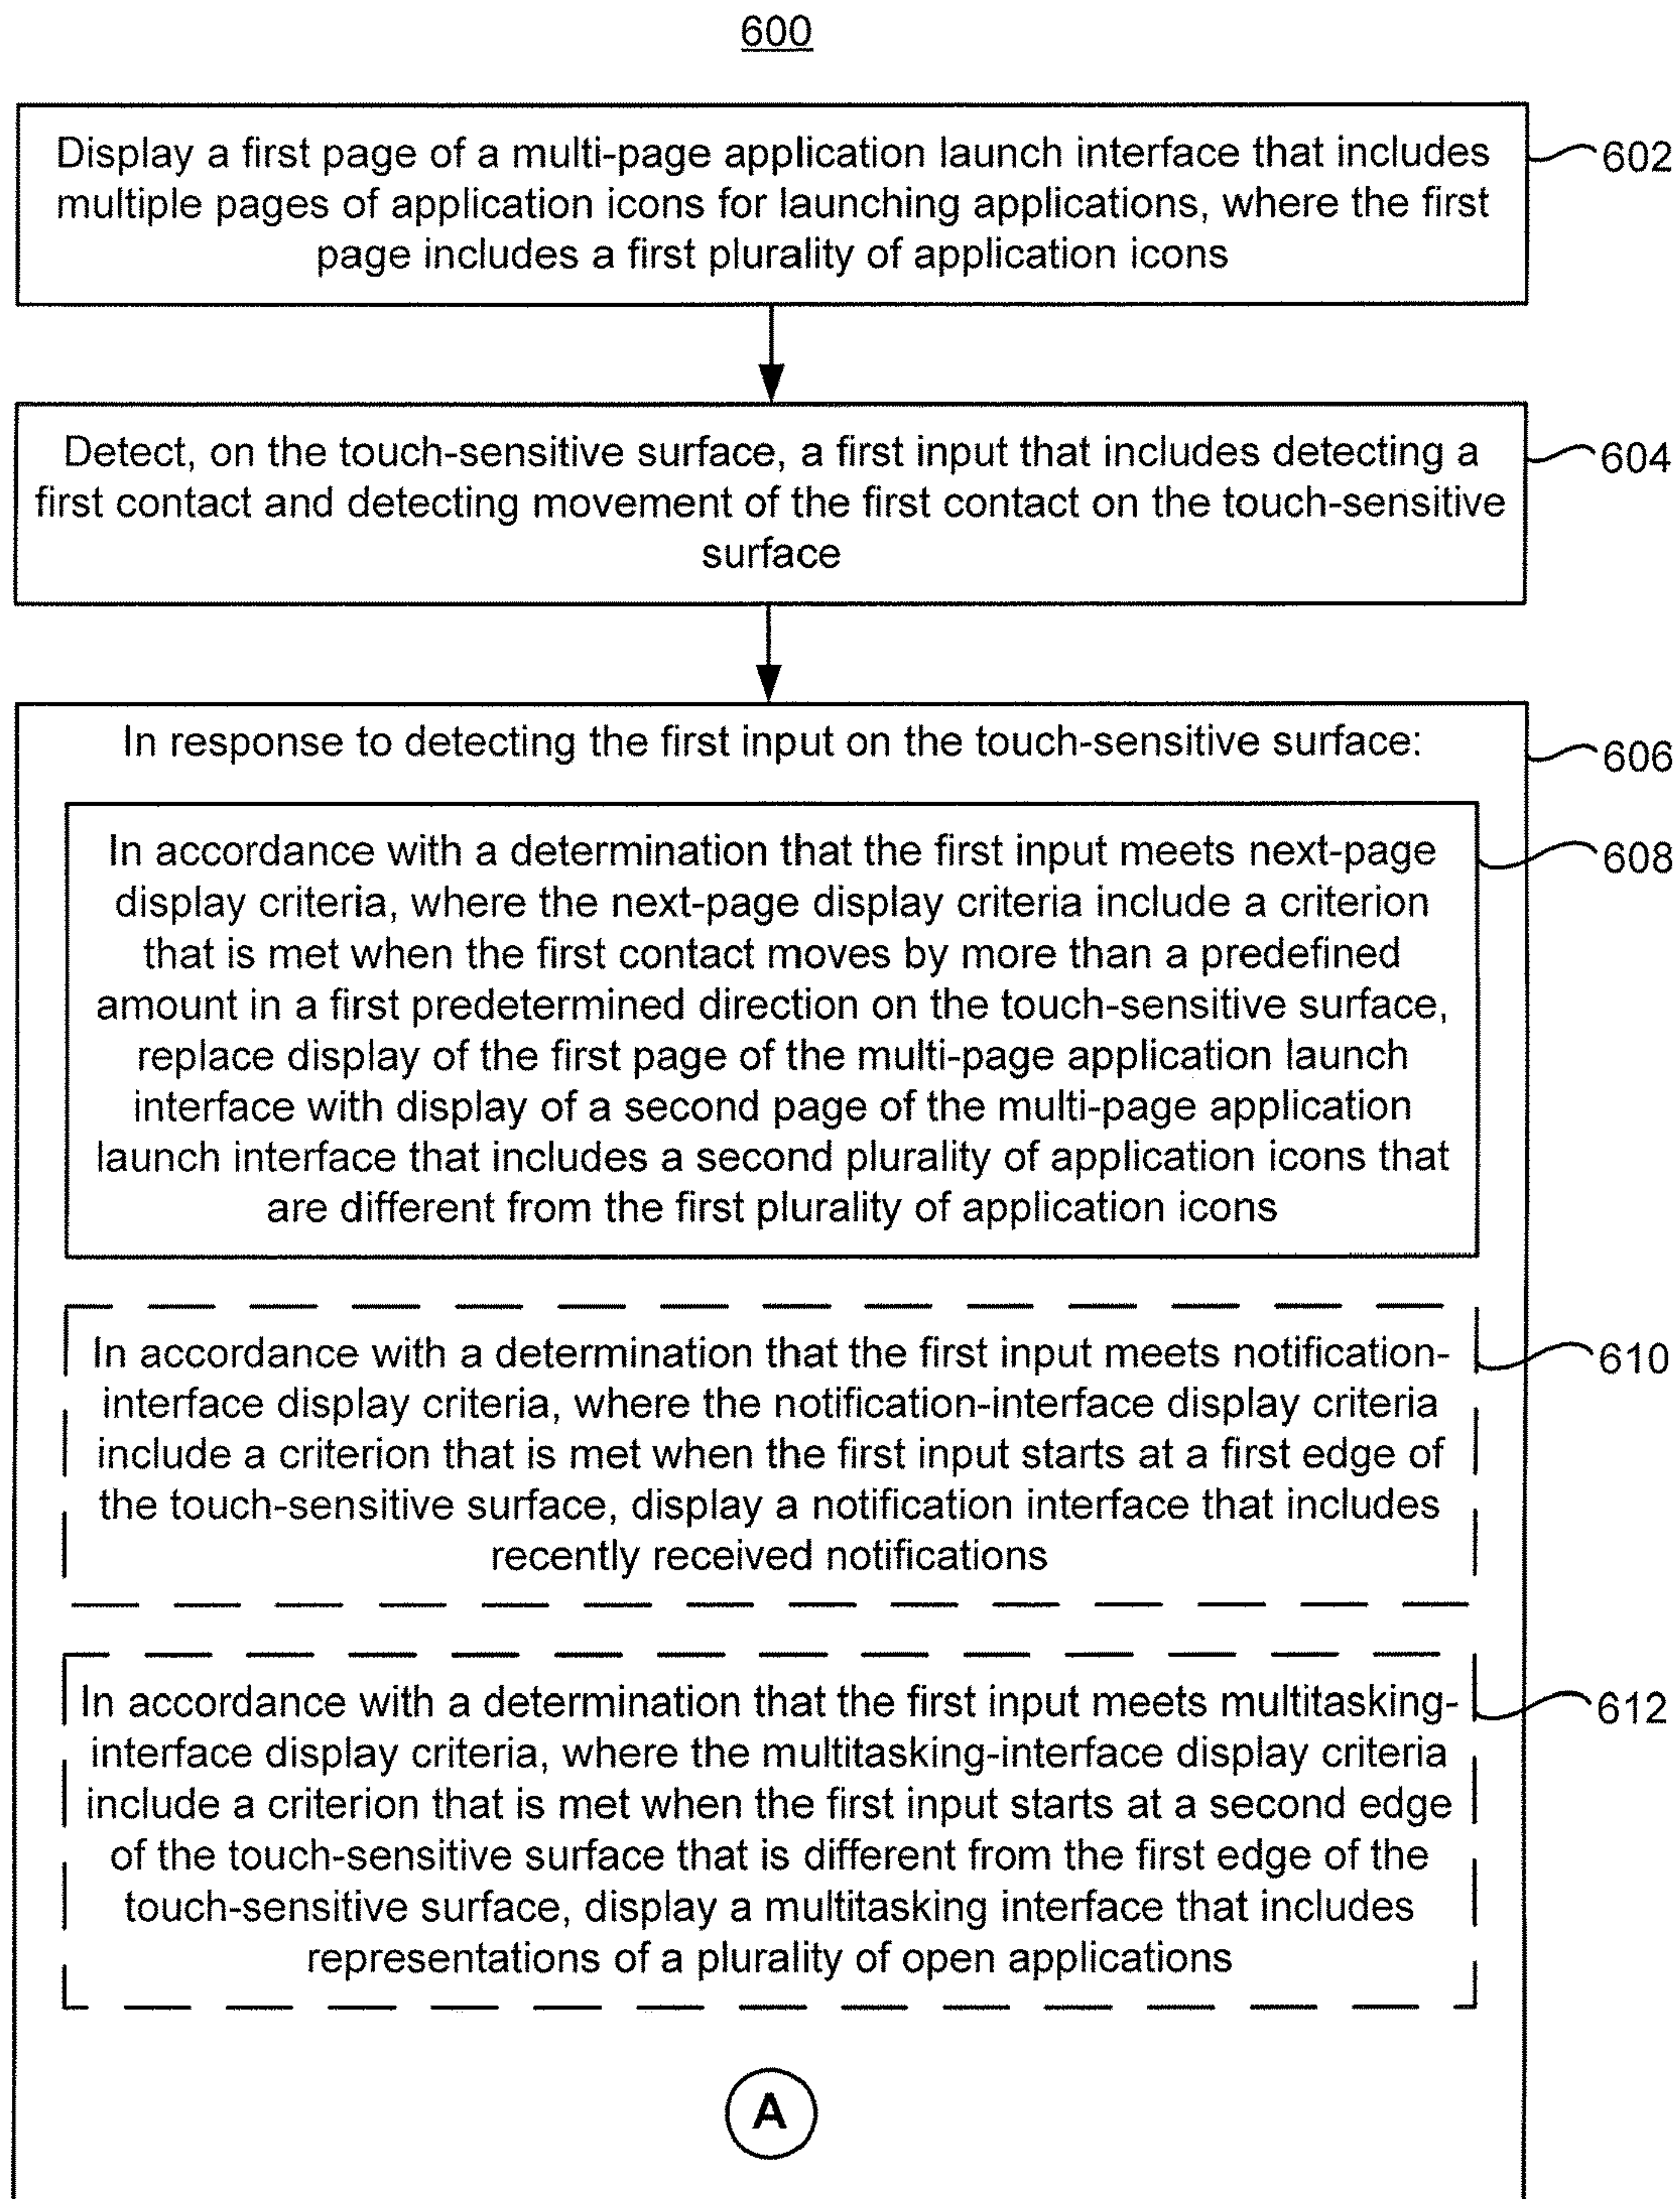 600
Display a first page of a multi-page application launch interface that includes
multiple pages of application icons for launching applications, where the first
page includes a first plurality of application icons
602
Detect, on the touch-sensitive surface, a first input that includes detecting a
first contact and detecting movement of the first contact on the touch-sensitive
surface
604
In response to detecting the first input on the touch-sensitive surface:
606
In accordance with a determination that the first input meets next-page
display criteria, where the next-page display criteria include a criterion
that is met when the first contact moves by more than a predefined
amount in a first predetermined direction on the touch-sensitive surface,
replace display of the first page of the multi-page application launch
interface with display of a second page of the multi-page application
launch interface that includes a second plurality of application icons that
are different from the first plurality of application icons
608
In accordance with a determination that the first input meets notification-
interface display criteria, where the notification-interface display criteria
include a criterion that is met when the first input starts at a first edge of
the touch-sensitive surface, display a notification interface that includes
recently received notifications
610
In accordance with a determination that the first input meets multitasking-
interface display criteria, where the multitasking-interface display criteria
include a criterion that is met when the first input starts at a second edge
of the touch-sensitive surface that is different from the first edge of the
touch-sensitive surface, display a multitasking interface that includes
representations of a plurality of open applications
612
A